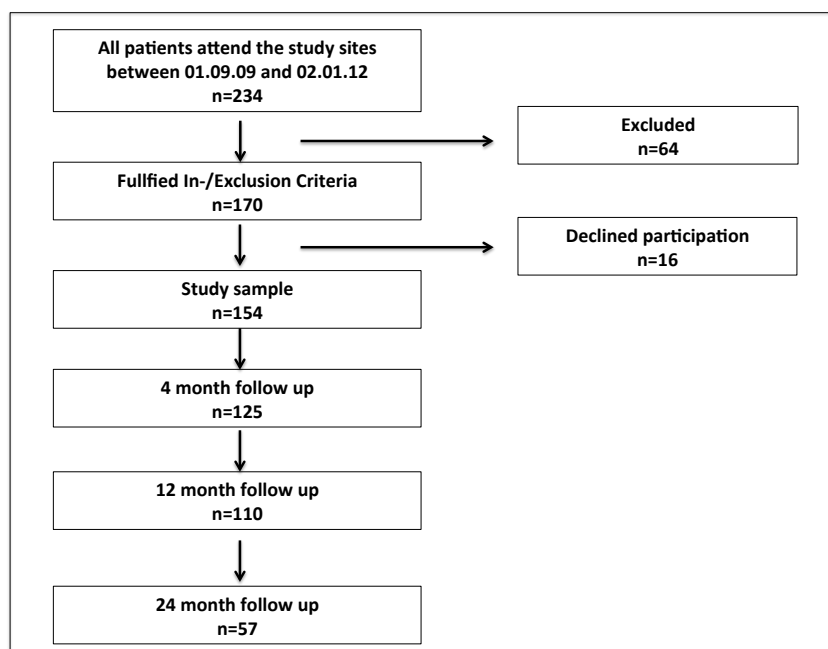 All patients attend the study sites
between 01.09.09 and 02.01.12
n=234
Excluded
n=64
Fullfied In-/Exclusion Criteria
n=170
Declined participation
n=16
Study sample
n=154
4 month follow up
n=125
12 month follow up
n=110
24 month follow up
n=57